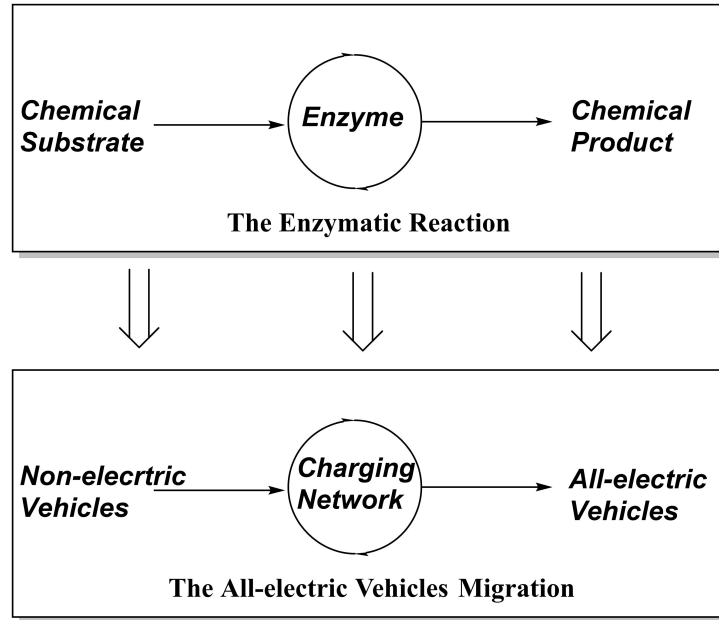 Chemical
Substrate
Enzyme
Chemical
Product
The Enzymatic Reaction
Non-elecrtric
Vehicles
Charging
Network
All-electric
Vehicles
The All-electric Vehicles Migration